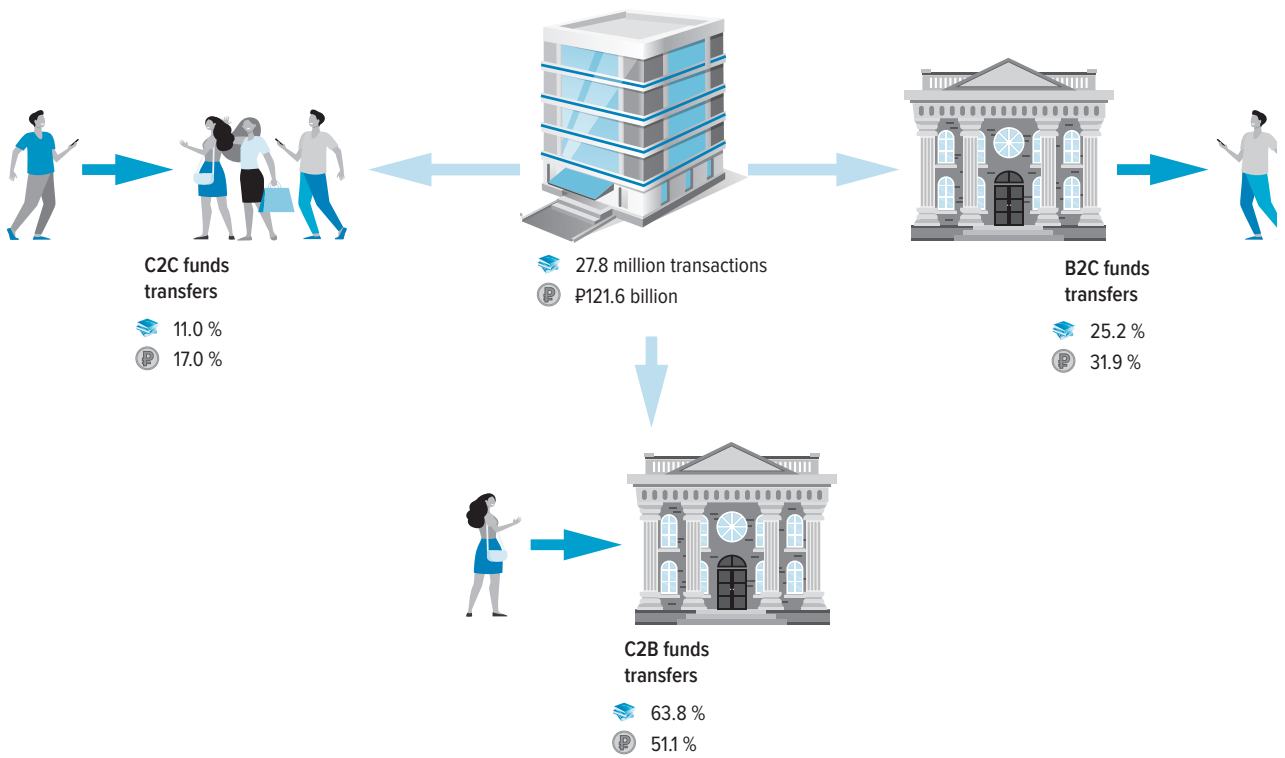 27.8 million transactions
₽121.6 billion
C2C funds
transfers
11.0 %
17.0 %
B2C funds
transfers
25.2 %
31.9 %
C2B funds
transfers
63.8 %
51.1 %